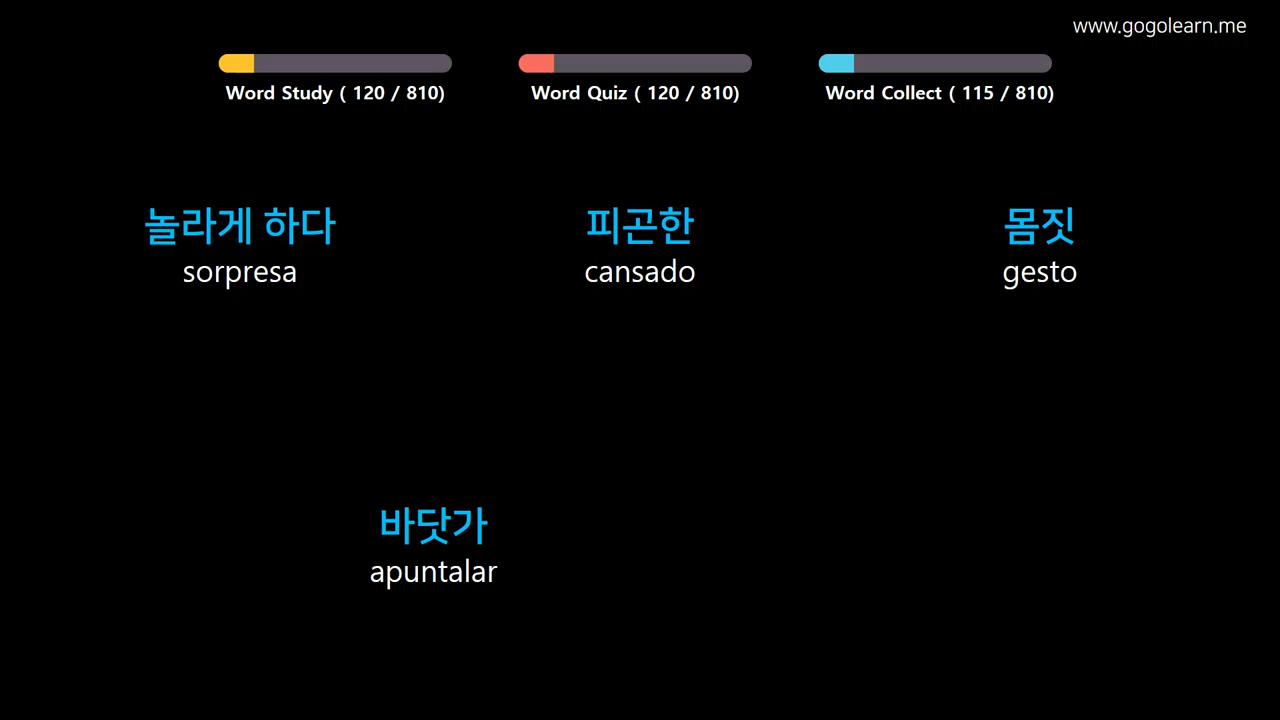 www.gogolearn.me
Word Study ( 120 / 810)
Word Quiz ( 120 / 810)
Word Collect ( 115 / 810)
놀라게 하다
sorpresa
피곤한
cansado
몸짓
gesto
바닷가
apuntalar